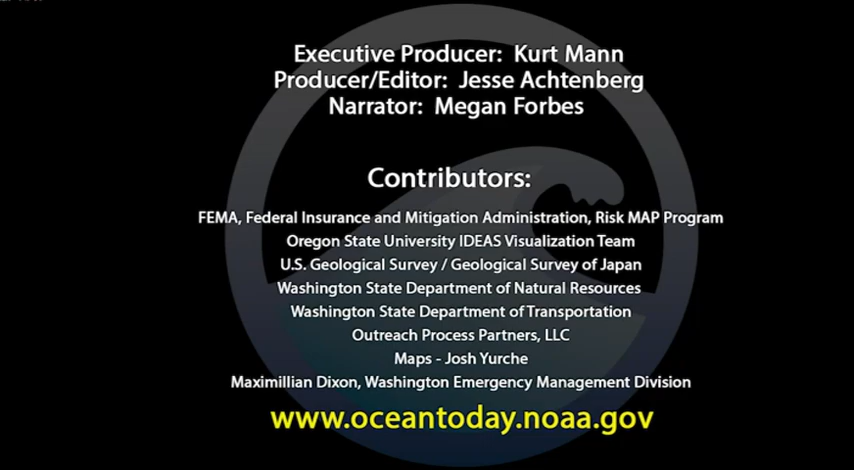 Executive Producer: Kurt Mann
Producer/Editor: Jesse Achtenberg
Narrator: Megan Forbes
Contributors:
FEMA, Federal Insurance and Mitigation Administration, Risk MAP Program
Oregon State University IDEAS Visualization Team
U.S. Geological Survey / Geological Survey of Japan
Washington State Department of Natural Resources
Washington State Department of Transportation
Outreach Process Partners, LLC
Maps - Josh Yurche
Maximillian Dixon, Washington Emergency Management Division
www.oceantoday.noaa.gov